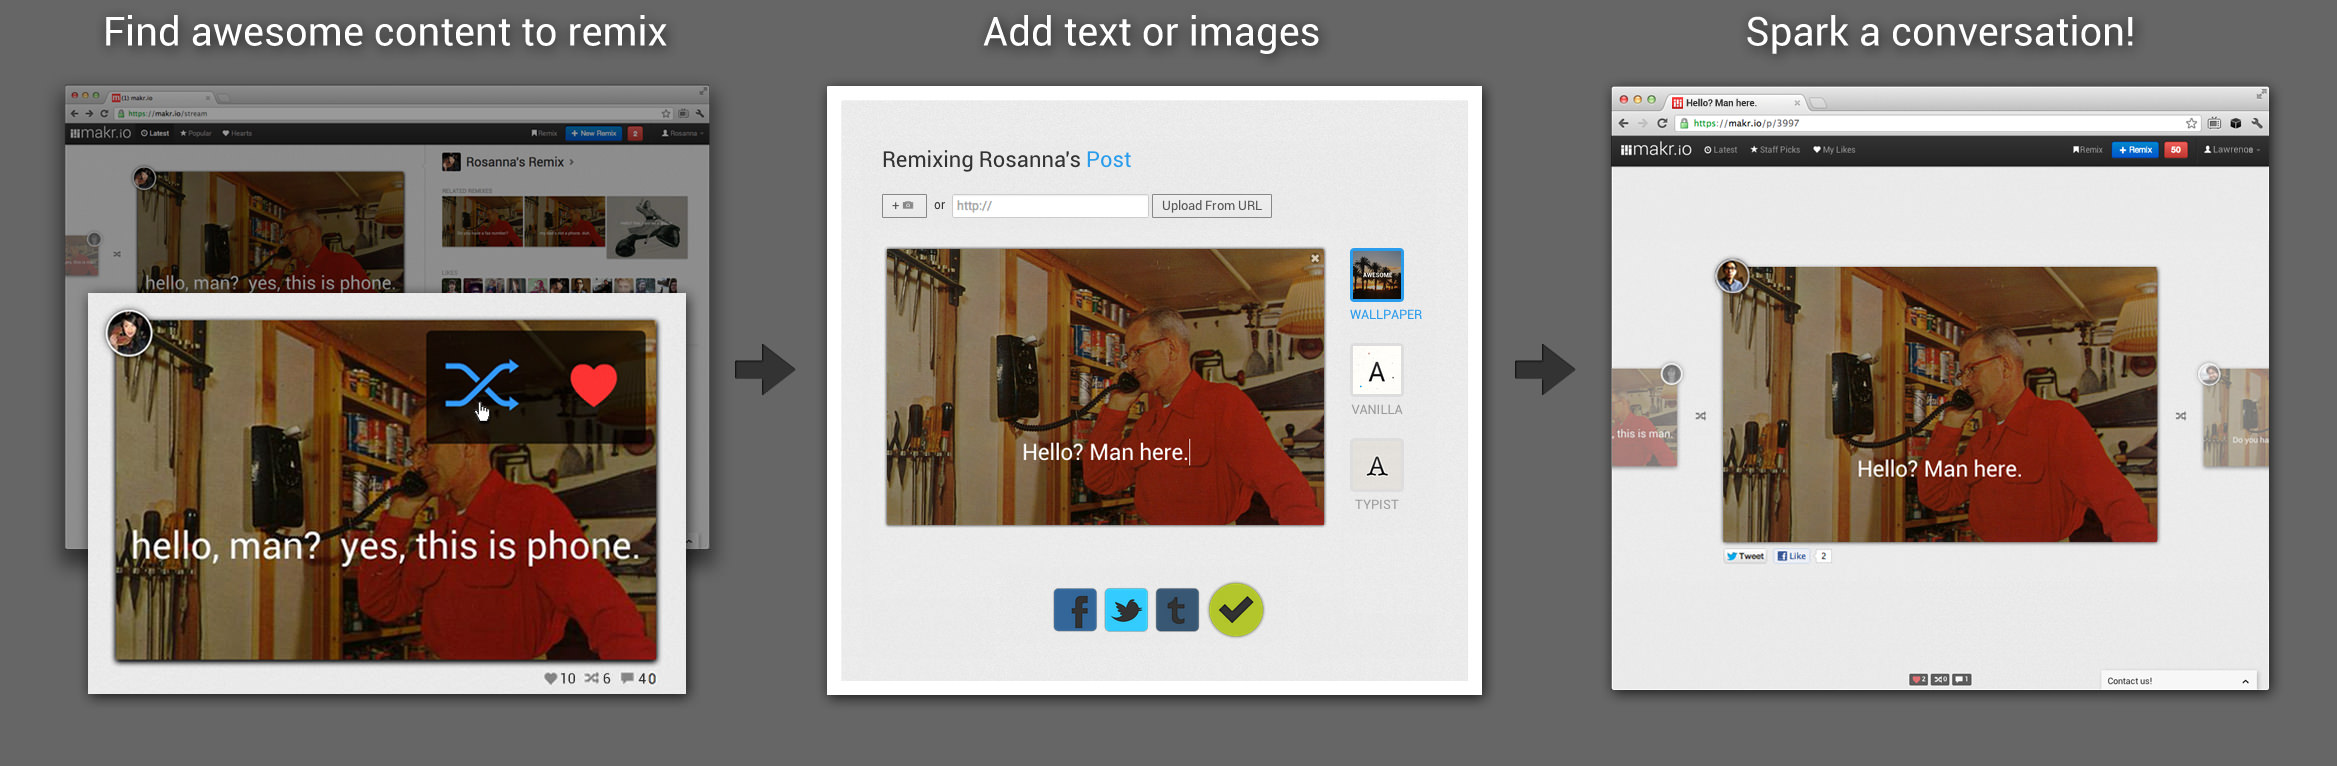 Find awesome content to remix
Add text or images
Spark a conversation!
(1) makr.io
https://makr.io/stream
makr.io
Latest
Popular
Hearts
Remix
+ New Remix
2
Rosanna
Rosanna's Remix
RELATED REMIXES
LIKES
hello, man?  yes, this is phone.
hello, man?  yes, this is phone.
10
6
40
Remixing Rosanna's Post
+
or
http://
Upload From URL
AWESOME
WALLPAPER
A
VANILLA
A
TYPIST
Hello? Man here.
Hello? Man here.
https://makr.io/p/3997
makr.io
Latest
Staff Picks
My Likes
Remix
+ Remix
50
Lawrence
, this is man.
Hello? Man here.
Do you ha
Tweet
Like
2
2
0
1
Contact us!